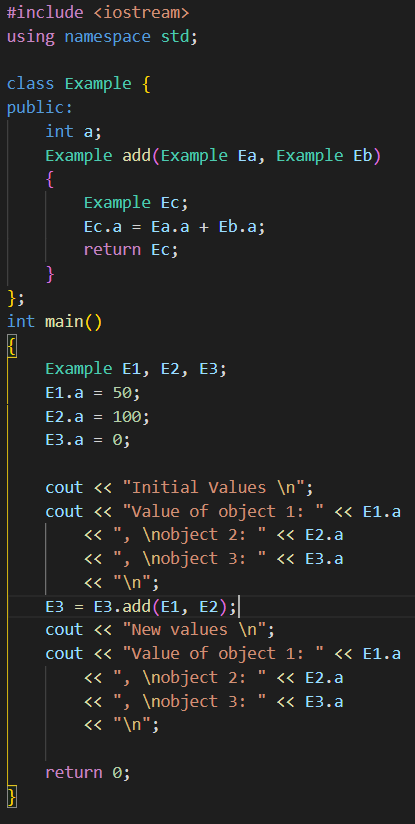 #include <iostream>
using namespace std;

class Example {
public:
    int a;
    Example add(Example Ea, Example Eb)
    {
        Example Ec;
        Ec.a = Ea.a + Eb.a;
        return Ec;
    }
};
int main()
{
    Example E1, E2, E3;
    E1.a = 50;
    E2.a = 100;
    E3.a = 0;

    cout << "Initial Values \n";
    cout << "Value of object 1: " << E1.a
        << ", \nobject 2: " << E2.a
        << ", \nobject 3: " << E3.a
        << "\n";
    E3 = E3.add(E1, E2);
    cout << "New values \n";
    cout << "Value of object 1: " << E1.a
        << ", \nobject 2: " << E2.a
        << ", \nobject 3: " << E3.a
        << "\n";

    return 0;
}